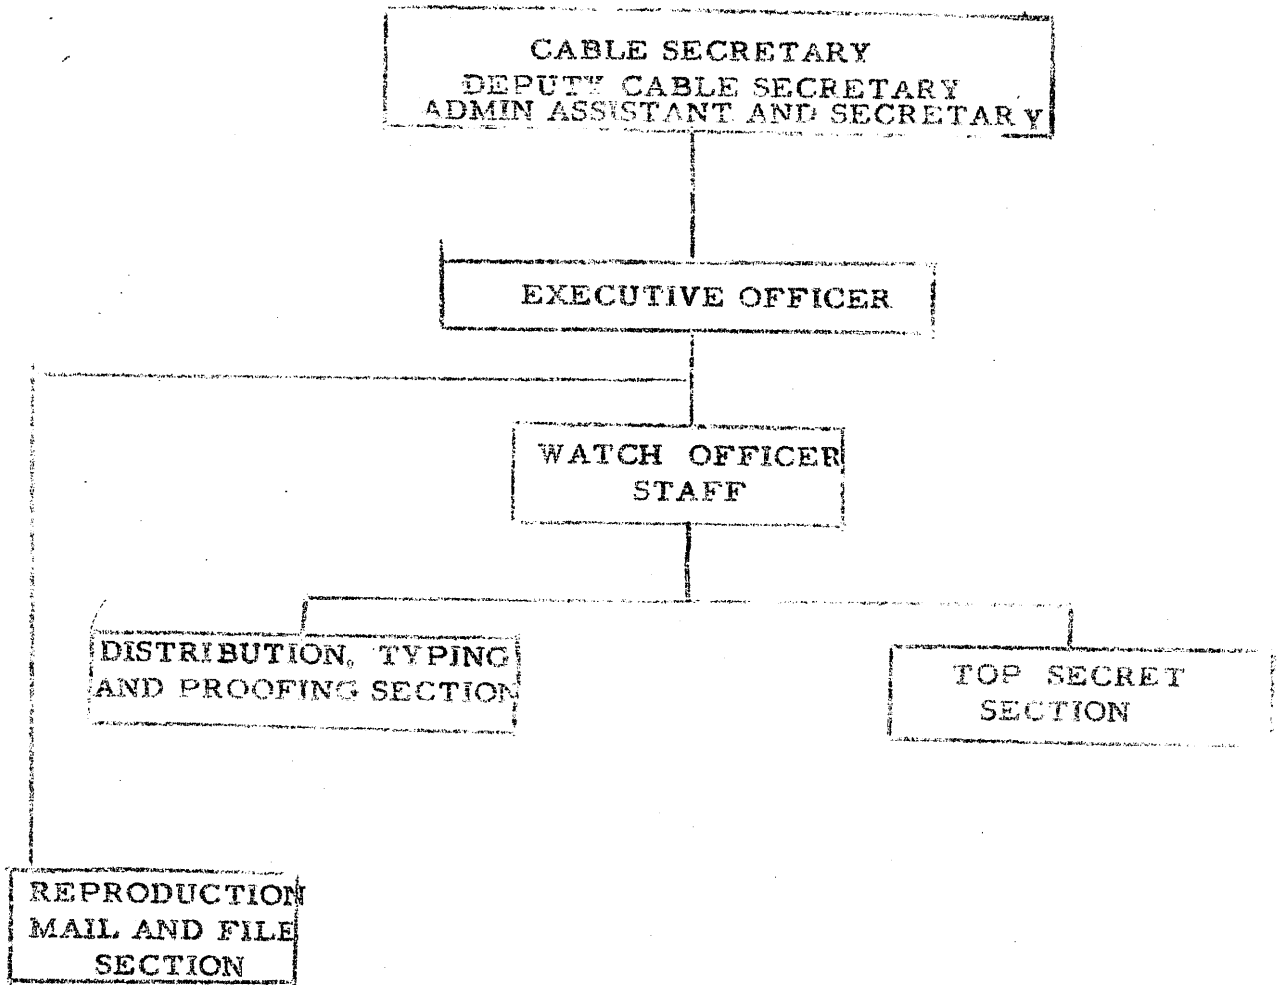 CABLE SECRETARY
DEPUTY CABLE SECRETARY
ADMIN ASSISTANT AND SECRETARY
EXECUTIVE OFFICER
WATCH OFFICER
STAFF
DISTRIBUTION, TYPING
AND PROOFING SECTION
TOP SECRET
SECTION
REPRODUCTION
MAIL AND FILE
SECTION